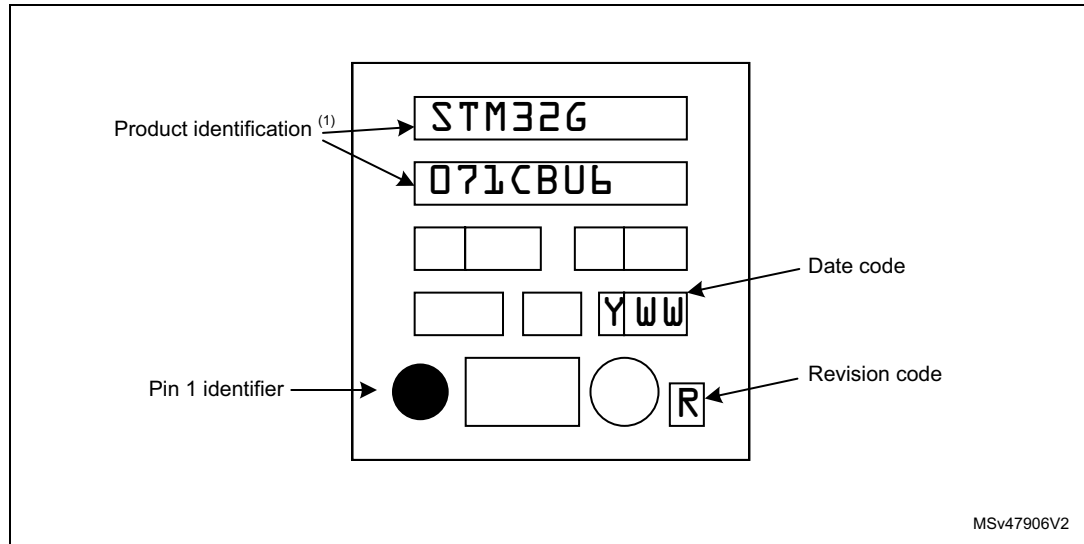 STM32G
Product identification (1)
071CBU6
Date code
Y WW
Pin 1 identifier
Revision code
R
MSv47906V2